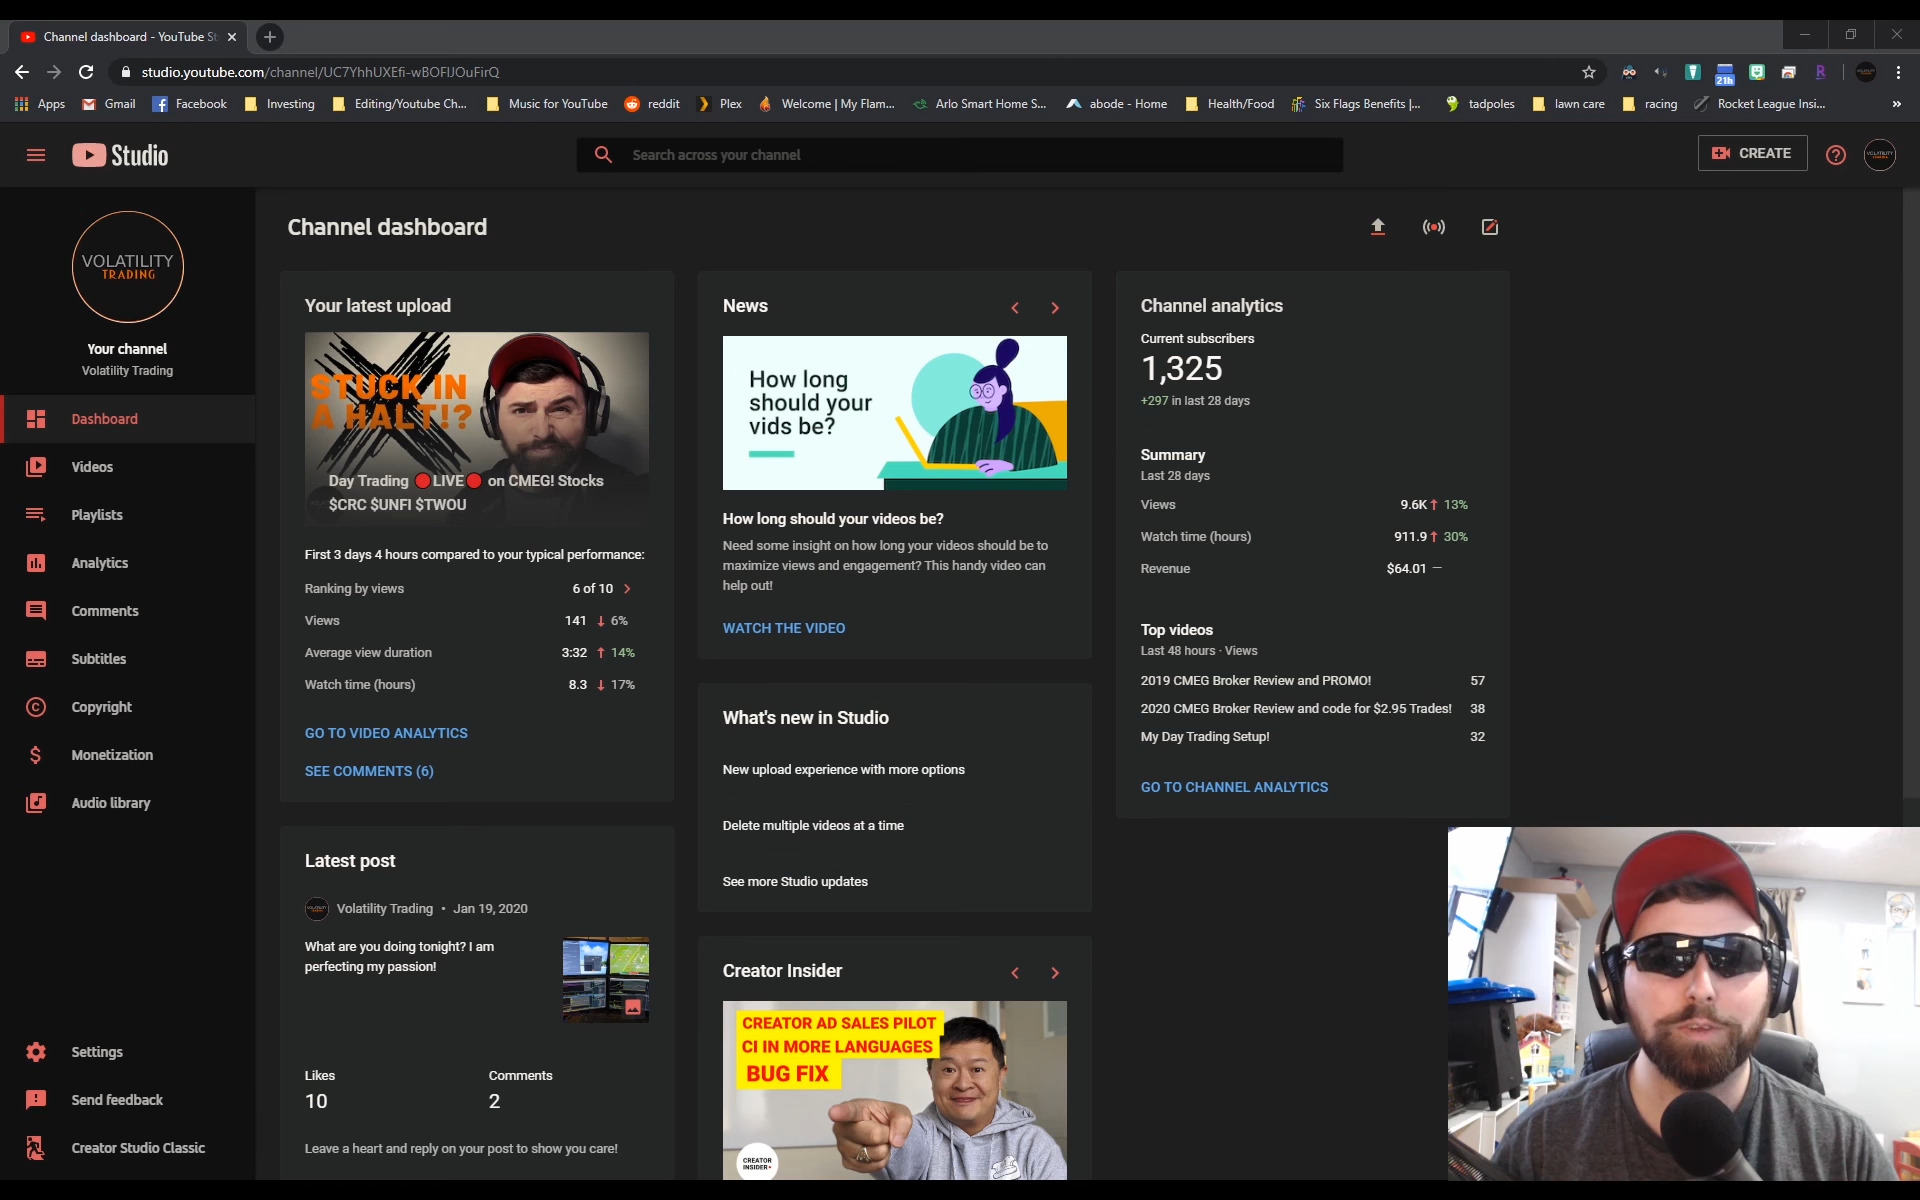 Channel dashboard - YouTube St
studio.youtube.com/channel/UC7YhhUXEfi-wBOFlJOuFirQ
21h
Apps
Gmail
Facebook
Investing
Editing/Youtube Ch...
Music for YouTube
reddit
Plex
Welcome | My Flam...
Arlo Smart Home S...
abode - Home
Health/Food
Six Flags Benefits |...
tadpoles
lawn care
racing
Rocket League Insi...
»
Studio
Search across your channel
CREATE
VOLATILITY
TRADING
Your channel
Volatility Trading
Dashboard
Videos
Playlists
Analytics
Comments
Subtitles
Copyright
Monetization
Audio library
Settings
Send feedback
Creator Studio Classic
Channel dashboard
Your latest upload
STUCK IN
A HALT!?
Day Trading 🔴LIVE🔴 on CMEG! Stocks
$CRC $UNFI $TWOU
First 3 days 4 hours compared to your typical performance:
Ranking by views 6 of 10
Views 141 ↓ 6%
Average view duration 3:32 ↑ 14%
Watch time (hours) 8.3 ↓ 17%
GO TO VIDEO ANALYTICS
SEE COMMENTS (6)
Latest post
Volatility Trading • Jan 19, 2020
What are you doing tonight? I am
perfecting my passion!
Likes Comments
10 2
Leave a heart and reply on your post to show you care!
News
How long
should your
vids be?
How long should your videos be?
Need some insight on how long your videos should be to
maximize views and engagement? This handy video can
help out!
WATCH THE VIDEO
What's new in Studio
New upload experience with more options
Delete multiple videos at a time
See more Studio updates
Creator Insider
CREATOR AD SALES PILOT
CI IN MORE LANGUAGES
BUG FIX
CREATOR
INSIDER
Channel analytics
Current subscribers
1,325
+297 in last 28 days
Summary
Last 28 days
Views 9.6K ↑ 13%
Watch time (hours) 911.9 ↑ 30%
Revenue $64.01 —
Top videos
Last 48 hours · Views
2019 CMEG Broker Review and PROMO! 57
2020 CMEG Broker Review and code for $2.95 Trades! 38
My Day Trading Setup! 32
GO TO CHANNEL ANALYTICS